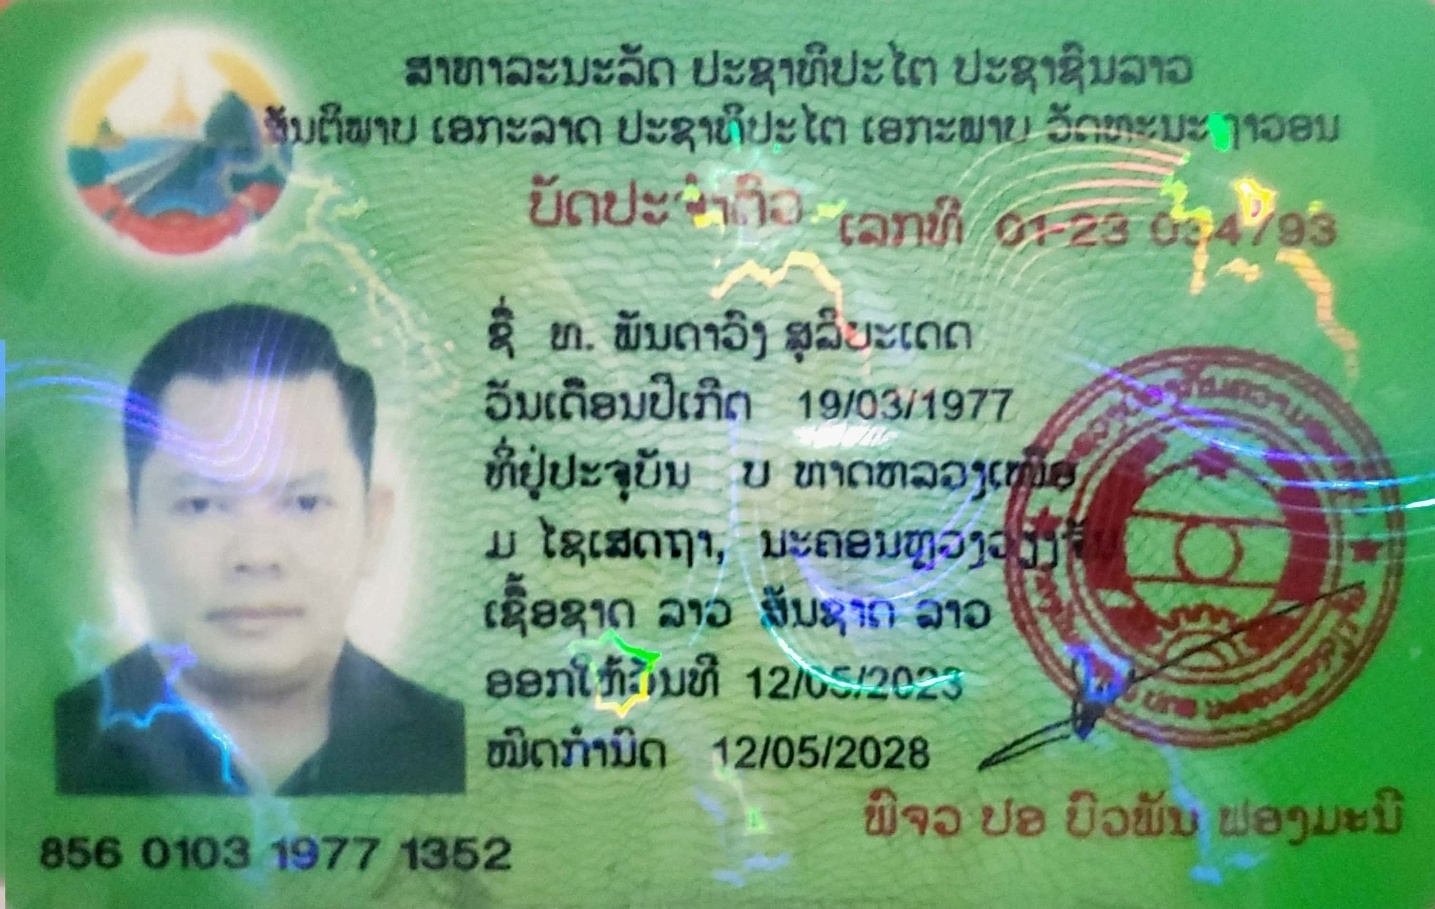 ສາທາລະນະລັດ ປະຊາທິປະໄຕ ປະຊາຊົນລາວ
ສັນຕິພາບ ເອກະລາດ ປະຊາທິປະໄຕ ເອກະພາບ ວັດທະນະຖາວອນ
ບັດປະຈຳຕົວ ເລກທີ 01-23
ຊື່ ທ. ພັນດາວົງ ສຸລິຍະເດດ
ວັນເດືອນປີເກີດ 19/03/1977
ທີ່ຢູ່ປະຈຸບັນ ບ ທາດຫລວງເໜືອ
ມ ໄຊເສດຖາ, ນະຄອນຫຼວງວຽງຈັນ
ເຊື້ອຊາດ ລາວ ສັນຊາດ ລາວ
ອອກໃຫ້ວັນທີ 12/05/2023
ໝົດກຳນົດ 12/05/2028
ພົຈວ ປອ ບົວພັນ ຟອງມະນີ
856 0103 1977 1352